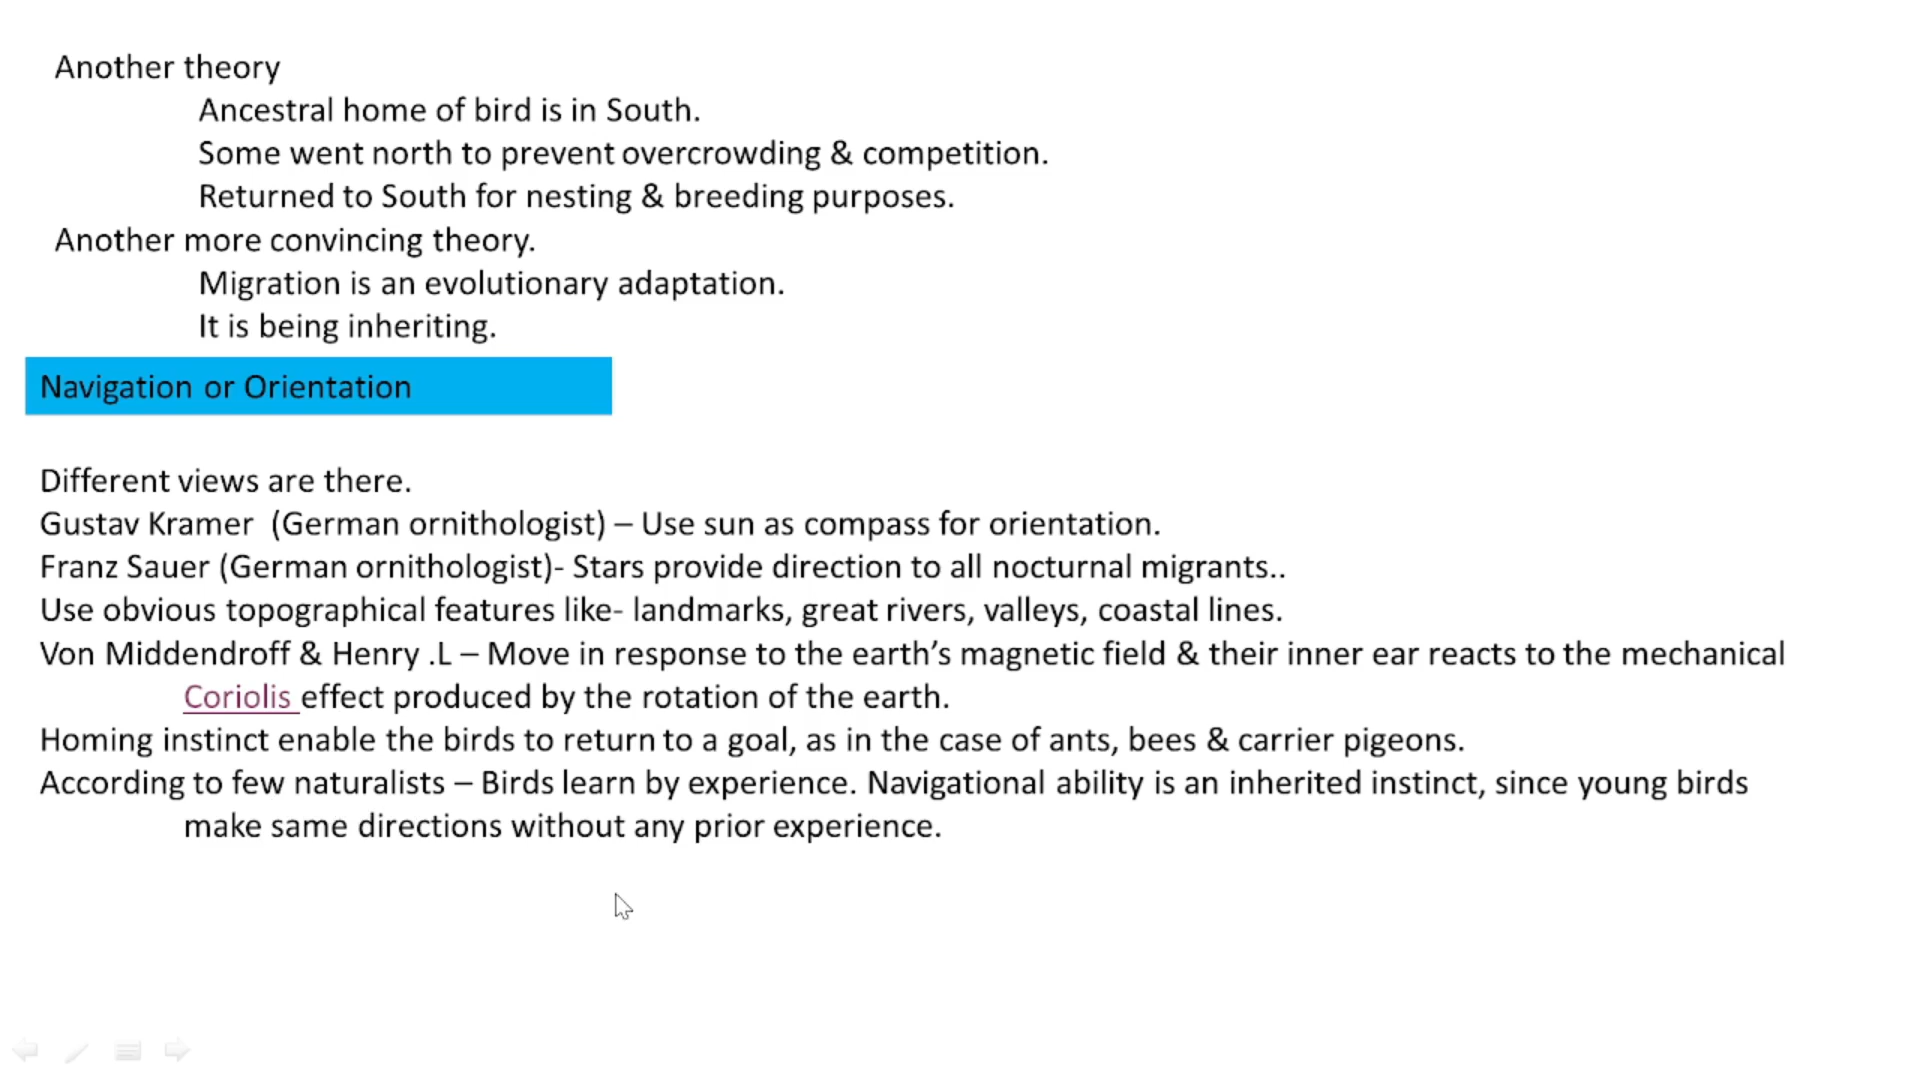 Another theory
Ancestral home of bird is in South.
Some went north to prevent overcrowding & competition.
Returned to South for nesting & breeding purposes.
Another more convincing theory.
Migration is an evolutionary adaptation.
It is being inheriting.
Navigation or Orientation
Different views are there.
Gustav Kramer (German ornithologist) – Use sun as compass for orientation.
Franz Sauer (German ornithologist)- Stars provide direction to all nocturnal migrants..
Use obvious topographical features like- landmarks, great rivers, valleys, coastal lines.
Von Middendroff & Henry .L – Move in response to the earth’s magnetic field & their inner ear reacts to the mechanical
Coriolis effect produced by the rotation of the earth.
Homing instinct enable the birds to return to a goal, as in the case of ants, bees & carrier pigeons.
According to few naturalists – Birds learn by experience. Navigational ability is an inherited instinct, since young birds
make same directions without any prior experience.